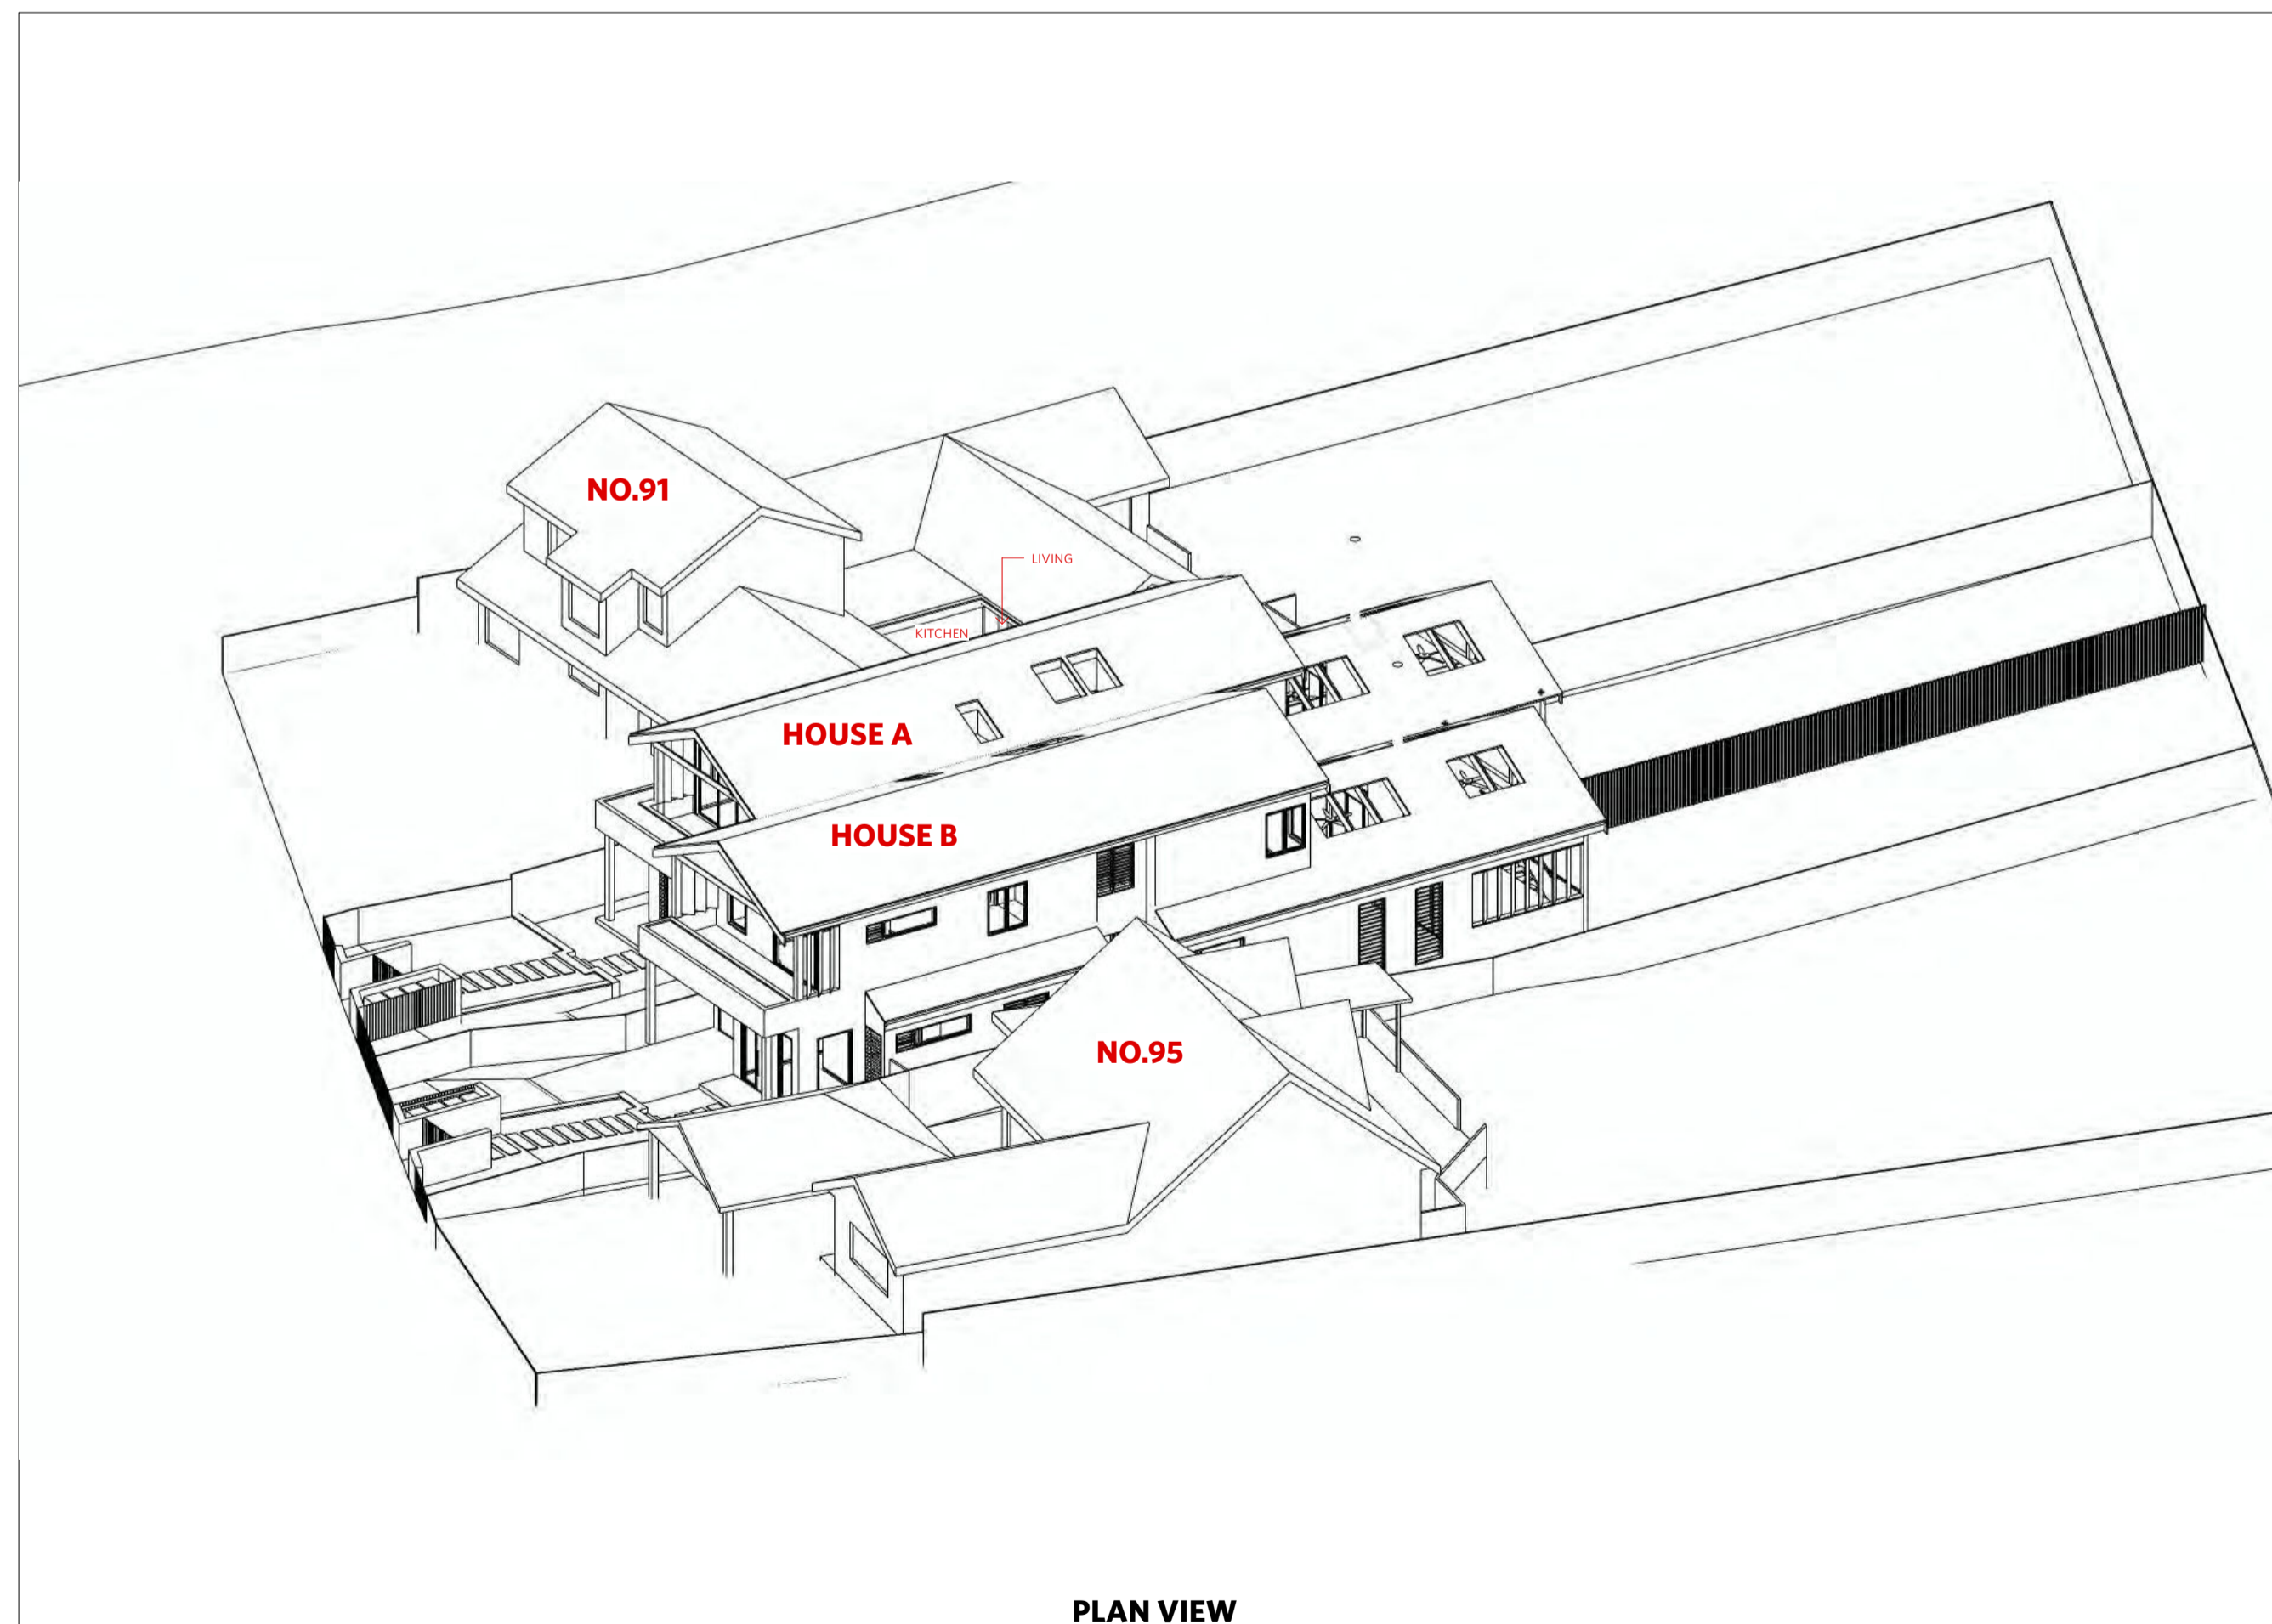 NO.91
LIVING
KITCHEN
HOUSE A
HOUSE B
NO.95
PLAN VIEW